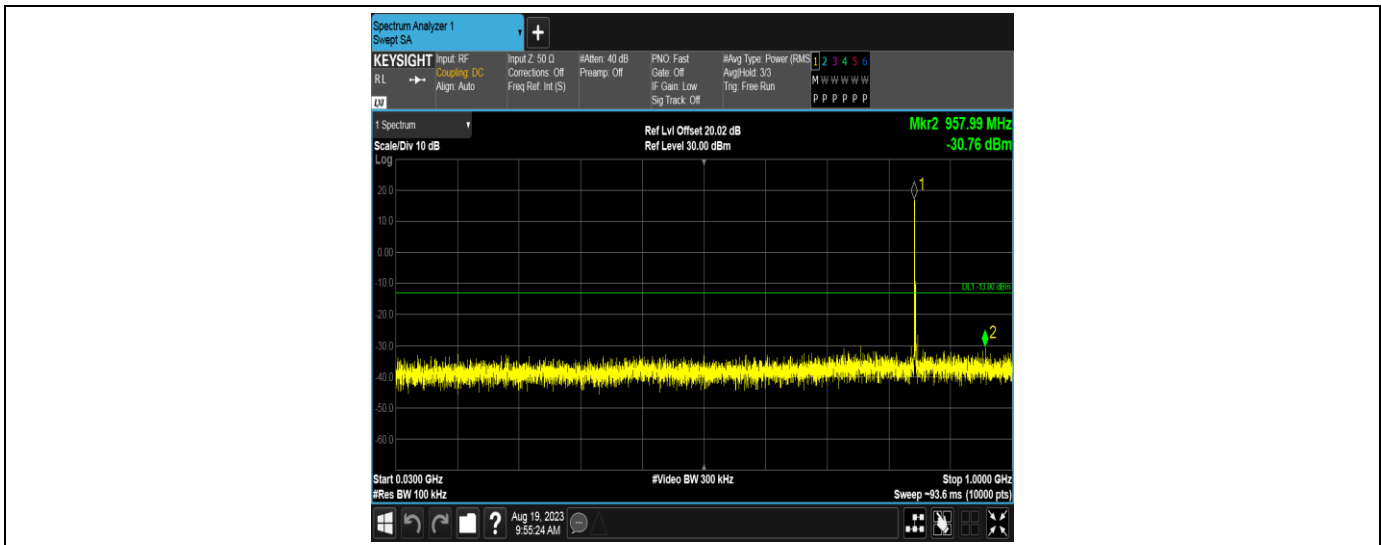 Spectrum Analyzer 1
Swept SA
+
KEYSIGHT
RL
LXI
Input: RF
Coupling: DC
Align: Auto
Input Z: 50 Ω
Corrections: Off
Freq Ref: Int (S)
#Atten: 40 dB
Preamp: Off
PNO: Fast
Gate: Off
IF Gain: Low
Sig Track: Off
#Avg Type: Power (RMS
Avg|Hold: 3/3
Trig: Free Run
1 2 3 4 5 6
M W W W W W
P P P P P P
1 Spectrum
Scale/Div 10 dB
Ref Lvl Offset 20.02 dB
Ref Level 30.00 dBm
Mkr2 957.99 MHz
-30.76 dBm
Log
20.0
10.0
0.00
-10.0
-20.0
-30.0
-40.0
-50.0
-60.0
1
DL1 -13.00 dBm
2
Start 0.0300 GHz
#Res BW 100 kHz
#Video BW 300 kHz
Stop 1.0000 GHz
Sweep ~93.6 ms (10000 pts)
?
Aug 19, 2023
9:55:24 AM